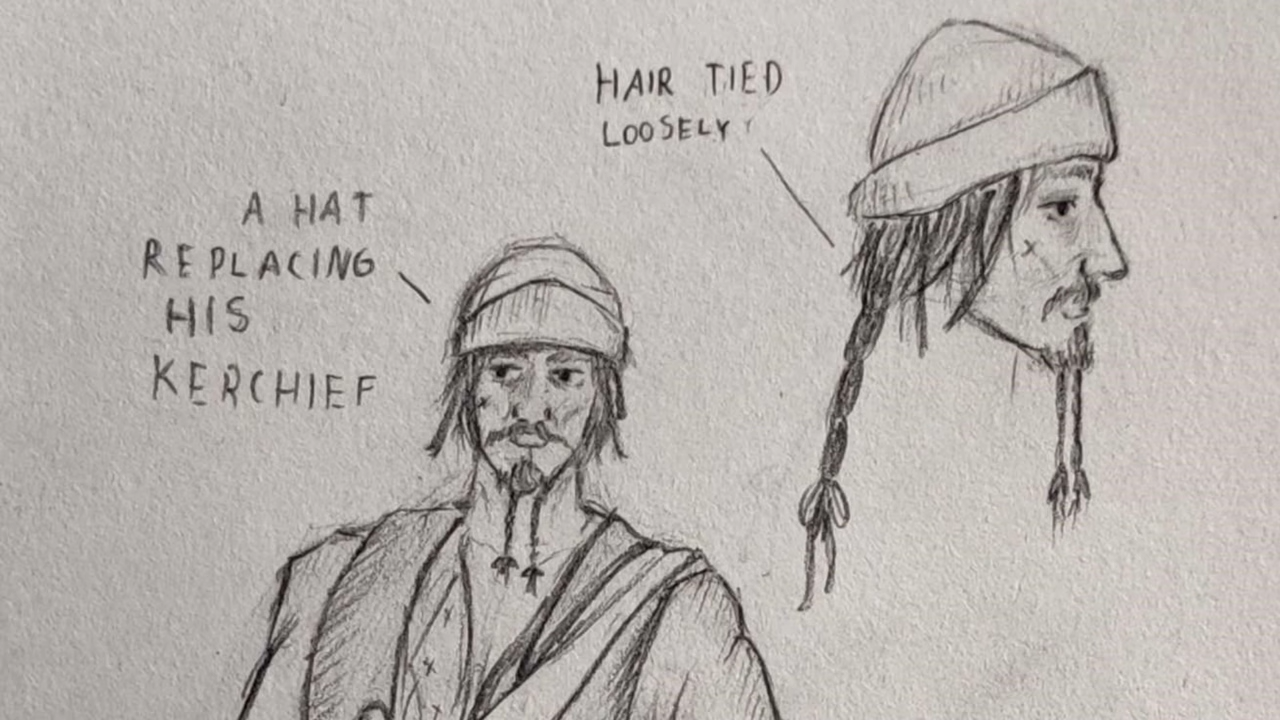 HAIR TIED
LOOSELY
A HAT
REPLACING
HIS
KERCHIEF